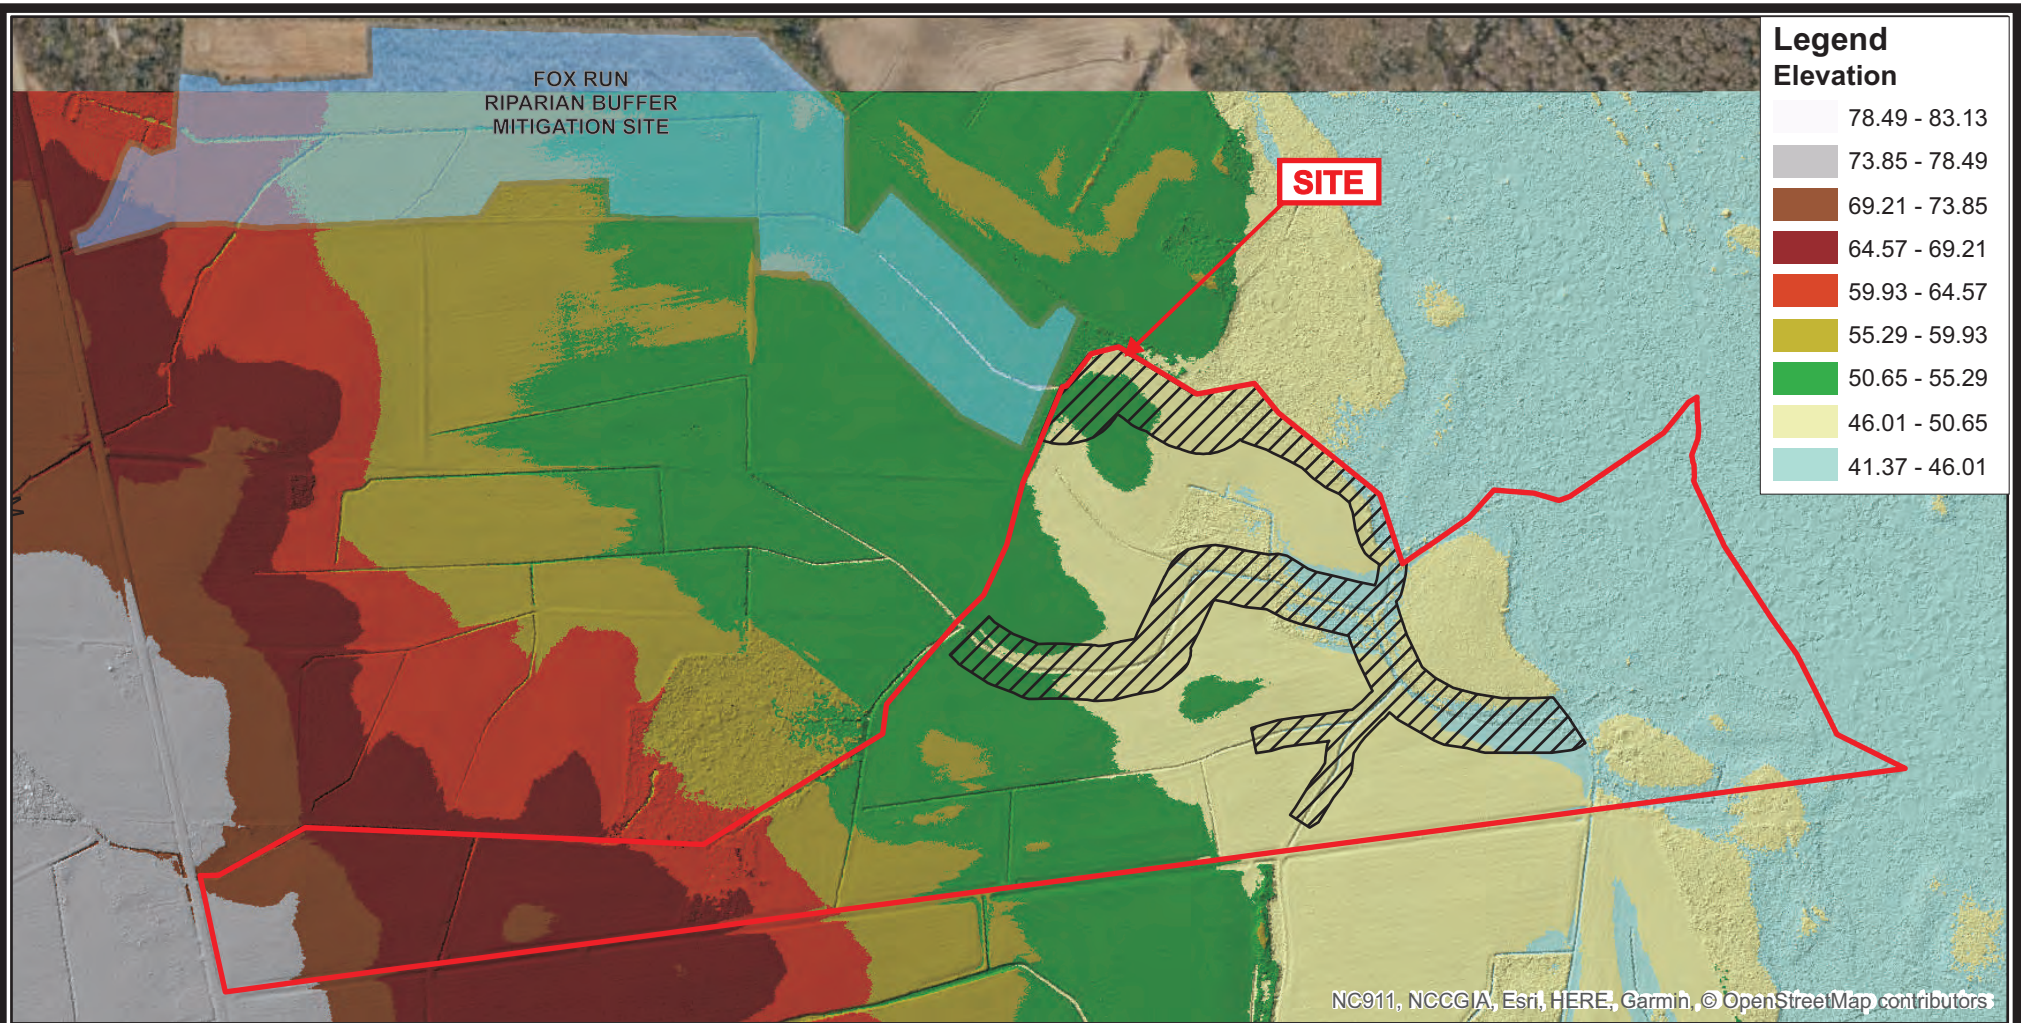 FOX RUN
RIPARIAN BUFFER
MITIGATION SITE
SITE
Legend
Elevation
78.49 - 83.13
73.85 - 78.49
69.21 - 73.85
64.57 - 69.21
59.93 - 64.57
55.29 - 59.93
50.65 - 55.29
46.01 - 50.65
41.37 - 46.01
NC911, NCCGIA, Esri, HERE, Garmin, © OpenStreetMap contributors